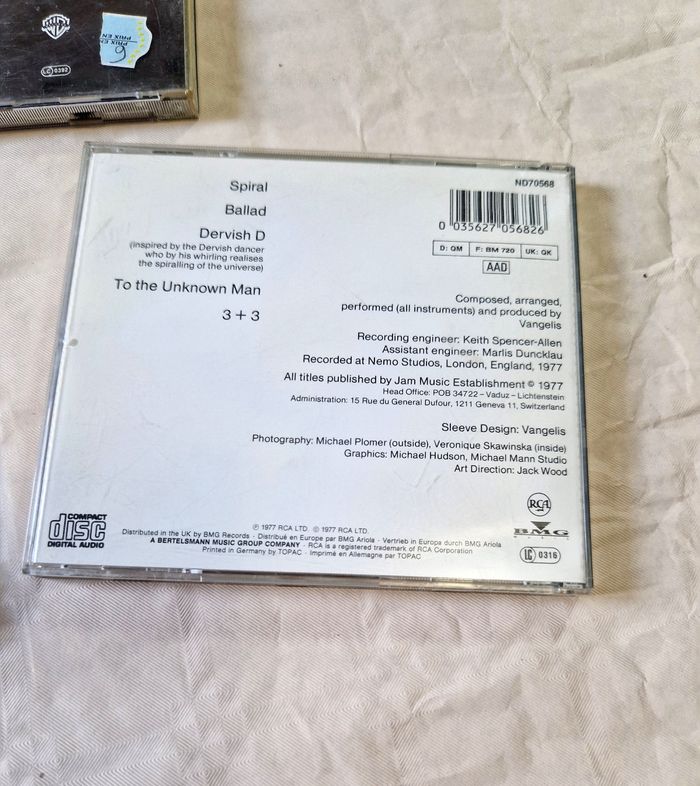 PRIX EN
6
LC 0392
Spiral
Ballad
Dervish D
(inspired by the Dervish dancer
who by his whirling realises
the spiralling of the universe)
To the Unknown Man
3 + 3
ND70568
0 035627 056826
D: QM F: BM 720 UK: QK
AAD
Composed, arranged,
performed (all instruments) and produced by
Vangelis
Recording engineer: Keith Spencer-Allen
Assistant engineer: Marlis Duncklau
Recorded at Nemo Studios, London, England, 1977
All titles published by Jam Music Establishment © 1977
Head Office: POB 34722 – Vaduz – Lichtenstein
Administration: 15 Rue du General Dufour, 1211 Geneva 11, Switzerland
Sleeve Design: Vangelis
Photography: Michael Plomer (outside), Veronique Skawinska (inside)
Graphics: Michael Hudson, Michael Mann Studio
Art Direction: Jack Wood
RCA
BMG
LC 0316
COMPACT
disc
DIGITAL AUDIO
℗ 1977 RCA LTD. © 1977 RCA LTD.
Distributed in the UK by BMG Records · Distribué en Europe par BMG Ariola · Vertrieb in Europa durch BMG Ariola
A BERTELSMANN MUSIC GROUP COMPANY · RCA is a registered trademark of RCA Corporation
Printed in Germany by TOPAC · Imprimé en Allemagne par TOPAC